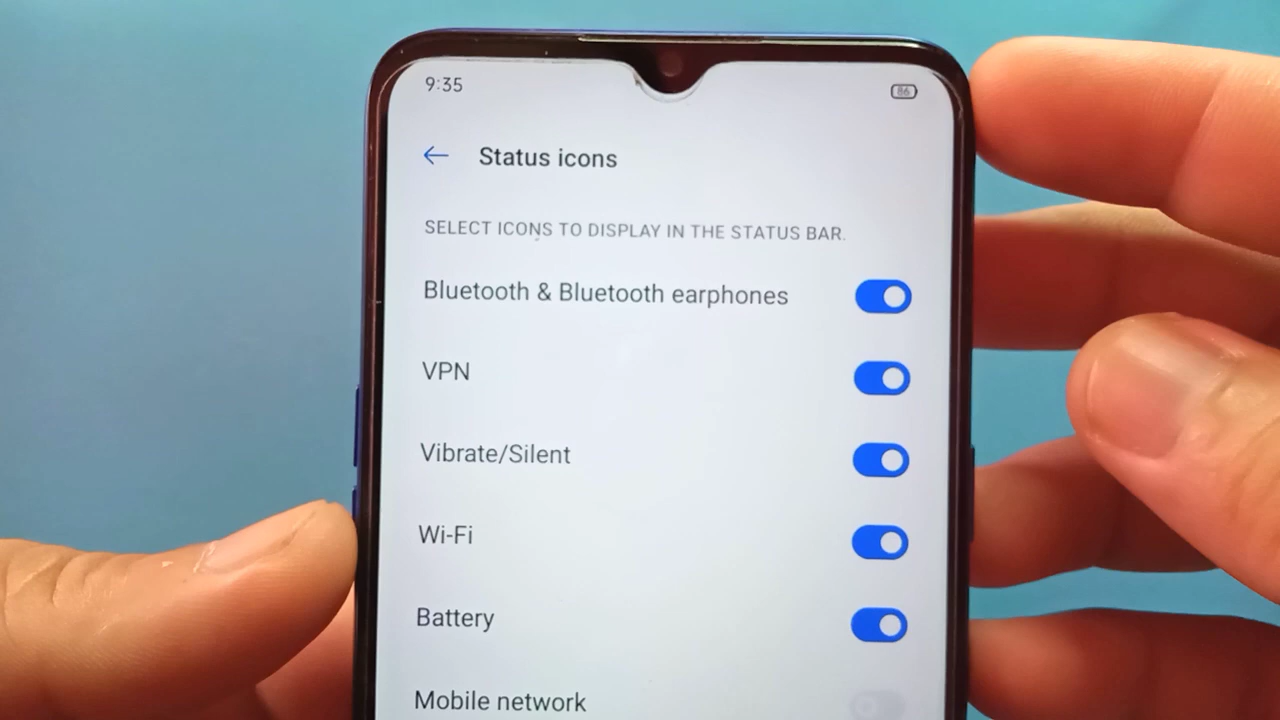 9:35
86
Status icons
SELECT ICONS TO DISPLAY IN THE STATUS BAR.
Bluetooth & Bluetooth earphones
VPN
Vibrate/Silent
Wi-Fi
Battery
Mobile network